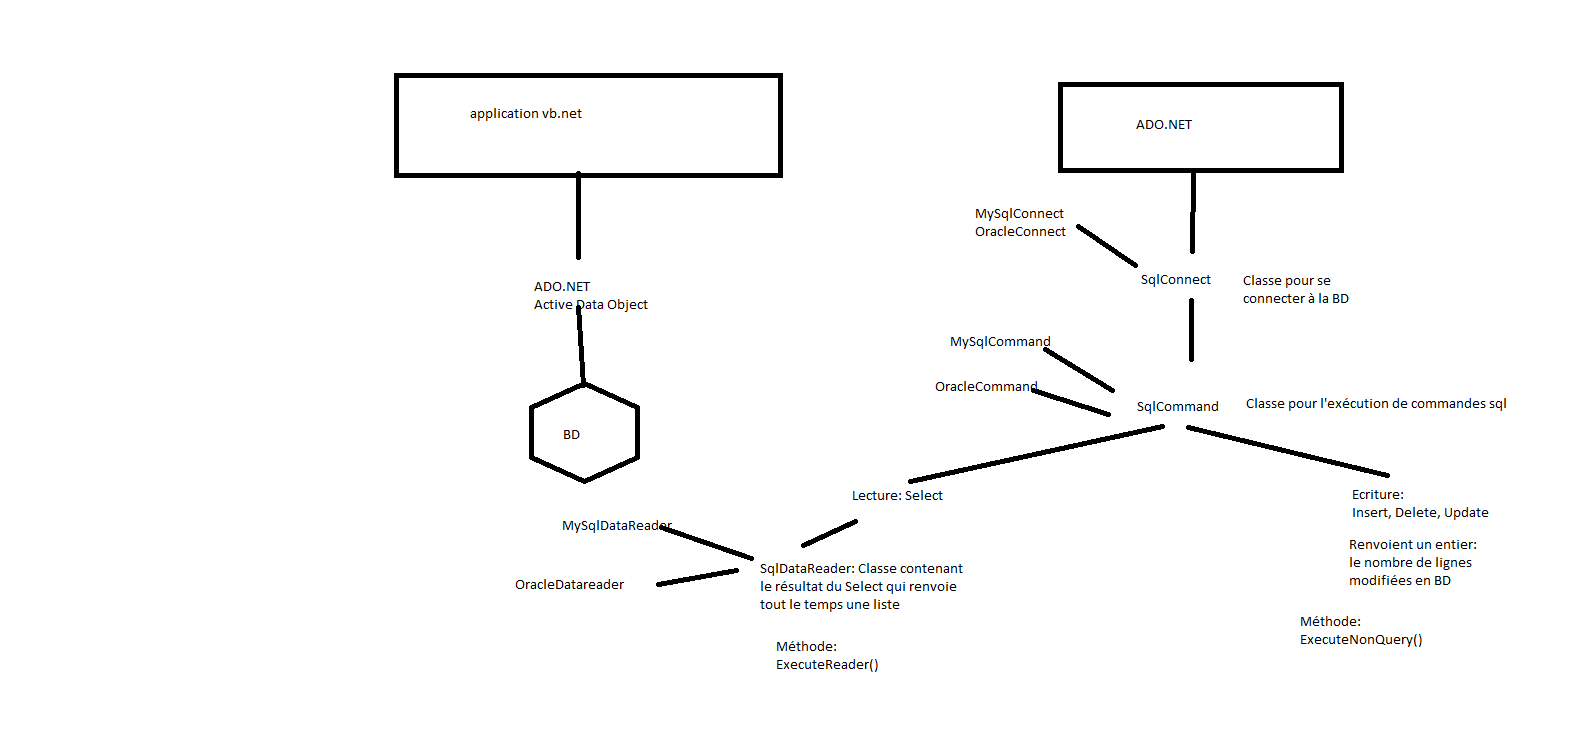 application vb.net
ADO.NET
Active Data Object
BD
ADO.NET
MySqlConnect
OracleConnect
SqlConnect
Classe pour se
connecter à la BD
MySqlCommand
OracleCommand
SqlCommand
Classe pour l'exécution de commandes sql
Lecture: Select
MySqlDataReader
OracleDatareader
SqlDataReader: Classe contenant
le résultat du Select qui renvoie
tout le temps une liste
Méthode:
ExecuteReader()
Ecriture:
Insert, Delete, Update
Renvoient un entier:
le nombre de lignes
modifiées en BD
Méthode:
ExecuteNonQuery()